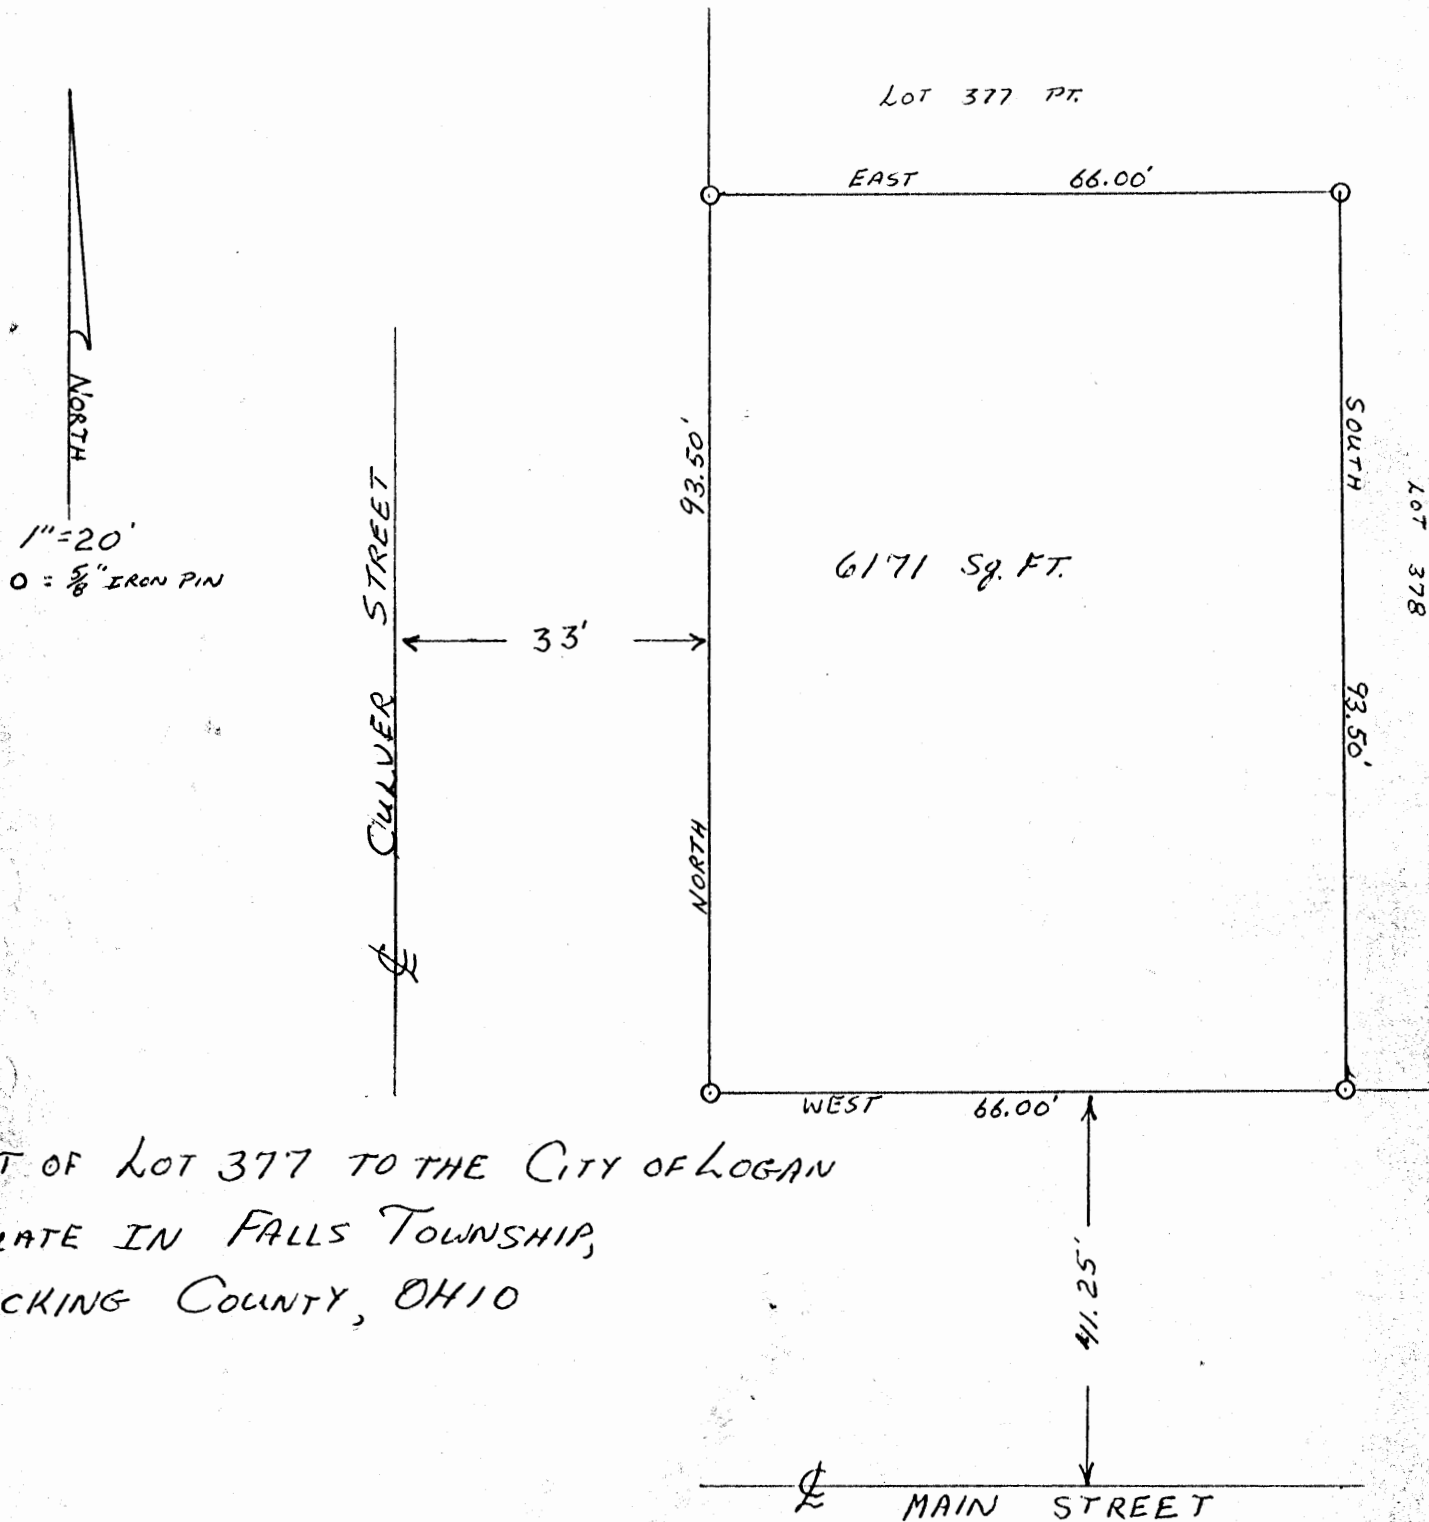 LOT 377 PT.
EAST 66.00'
NORTH
1"=20'
O = 5/8" IRON PIN
CULVER STREET
℄
33'
93.50'
NORTH
6171 Sq. FT.
SOUTH
93.50'
LOT 378
WEST 66.00'
T OF LOT 377 TO THE CITY OF LOGAN
ATE IN FALLS TOWNSHIP,
CKING COUNTY, OHIO
41.25'
℄ MAIN STREET